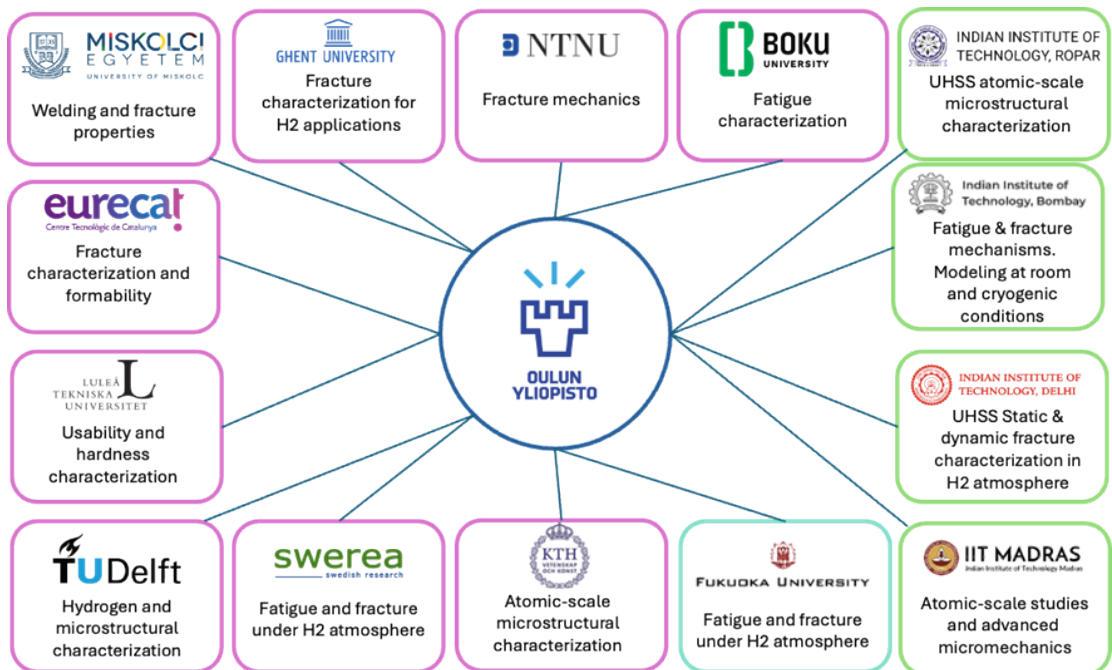 MISKOLCI
EGYETEM
UNIVERSITY OF MISKOLC
Welding and fracture
properties
GHENT UNIVERSITY
Fracture
characterization for
H2 applications
NTNU
Fracture mechanics
BOKU
UNIVERSITY
Fatigue
characterization
INDIAN INSTITUTE OF
TECHNOLOGY, ROPAR
UHSS atomic-scale
microstructural
characterization
eurecat
Centre Tecnològic de Catalunya
Fracture
characterization and
formability
Indian Institute of
Technology, Bombay
Fatigue & fracture
mechanisms.
Modeling at room
and cryogenic
conditions
OULUN
YLIOPISTO
LULEÅ
TEKNISKA
UNIVERSITET
L
Usability and
hardness
characterization
INDIAN INSTITUTE OF
TECHNOLOGY, DELHI
UHSS Static &
dynamic fracture
characterization in
H2 atmosphere
TU Delft
Hydrogen and
microstructural
characterization
swerea
swedish research
Fatigue and fracture
under H2 atmosphere
KTH
VETENSKAP
OCH KONST
Atomic-scale
microstructural
characterization
FUKUOKA UNIVERSITY
Fatigue and fracture
under H2 atmosphere
IIT MADRAS
Indian Institute of Technology Madras
Atomic-scale studies
and advanced
micromechanics